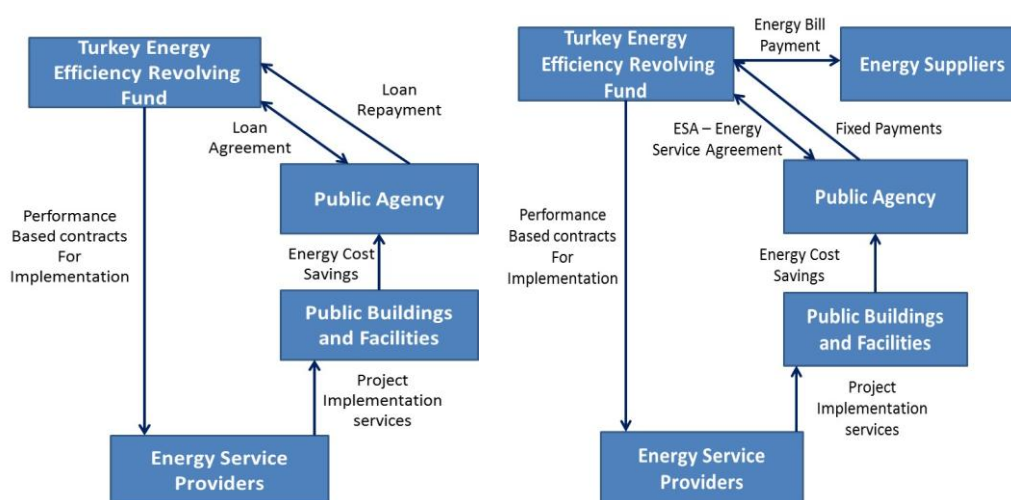 Turkey Energy
Efficiency Revolving
Fund
Loan
Repayment
Loan
Agreement
Public Agency
Performance
Based contracts
For
Implementation
Energy Cost
Savings
Public Buildings
and Facilities
Project
Implementation
services
Energy Service
Providers
Turkey Energy
Efficiency Revolving
Fund
Energy Bill
Payment
Energy Suppliers
ESA – Energy
Service Agreement
Fixed Payments
Public Agency
Performance
Based contracts
For
Implementation
Energy Cost
Savings
Public Buildings
and Facilities
Project
Implementation
services
Energy Service
Providers